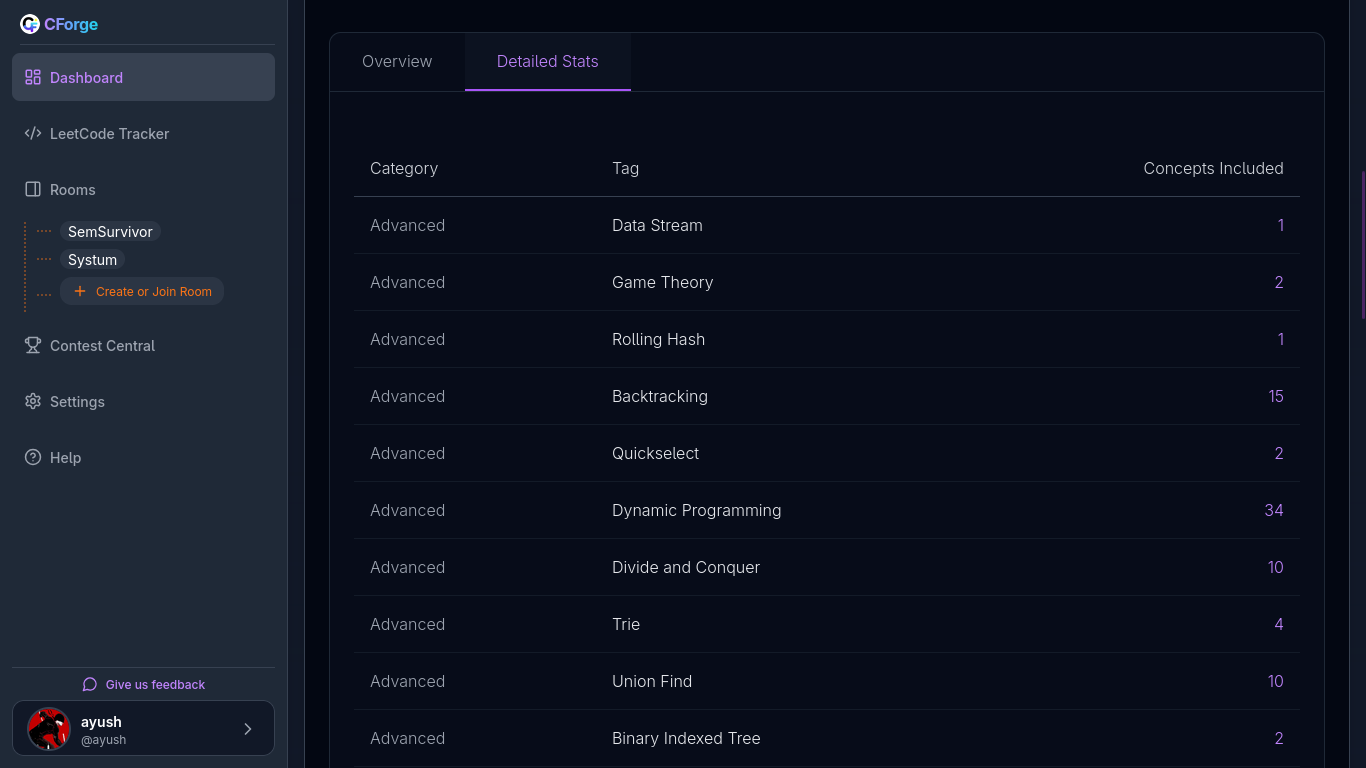 CForge
Dashboard
LeetCode Tracker
Rooms
SemSurvivor
Systum
Create or Join Room
Contest Central
Settings
Help
Give us feedback
ayush
@ayush
Overview Detailed Stats
Category Tag Concepts Included
Advanced Data Stream 1
Advanced Game Theory 2
Advanced Rolling Hash 1
Advanced Backtracking 15
Advanced Quickselect 2
Advanced Dynamic Programming 34
Advanced Divide and Conquer 10
Advanced Trie 4
Advanced Union Find 10
Advanced Binary Indexed Tree 2